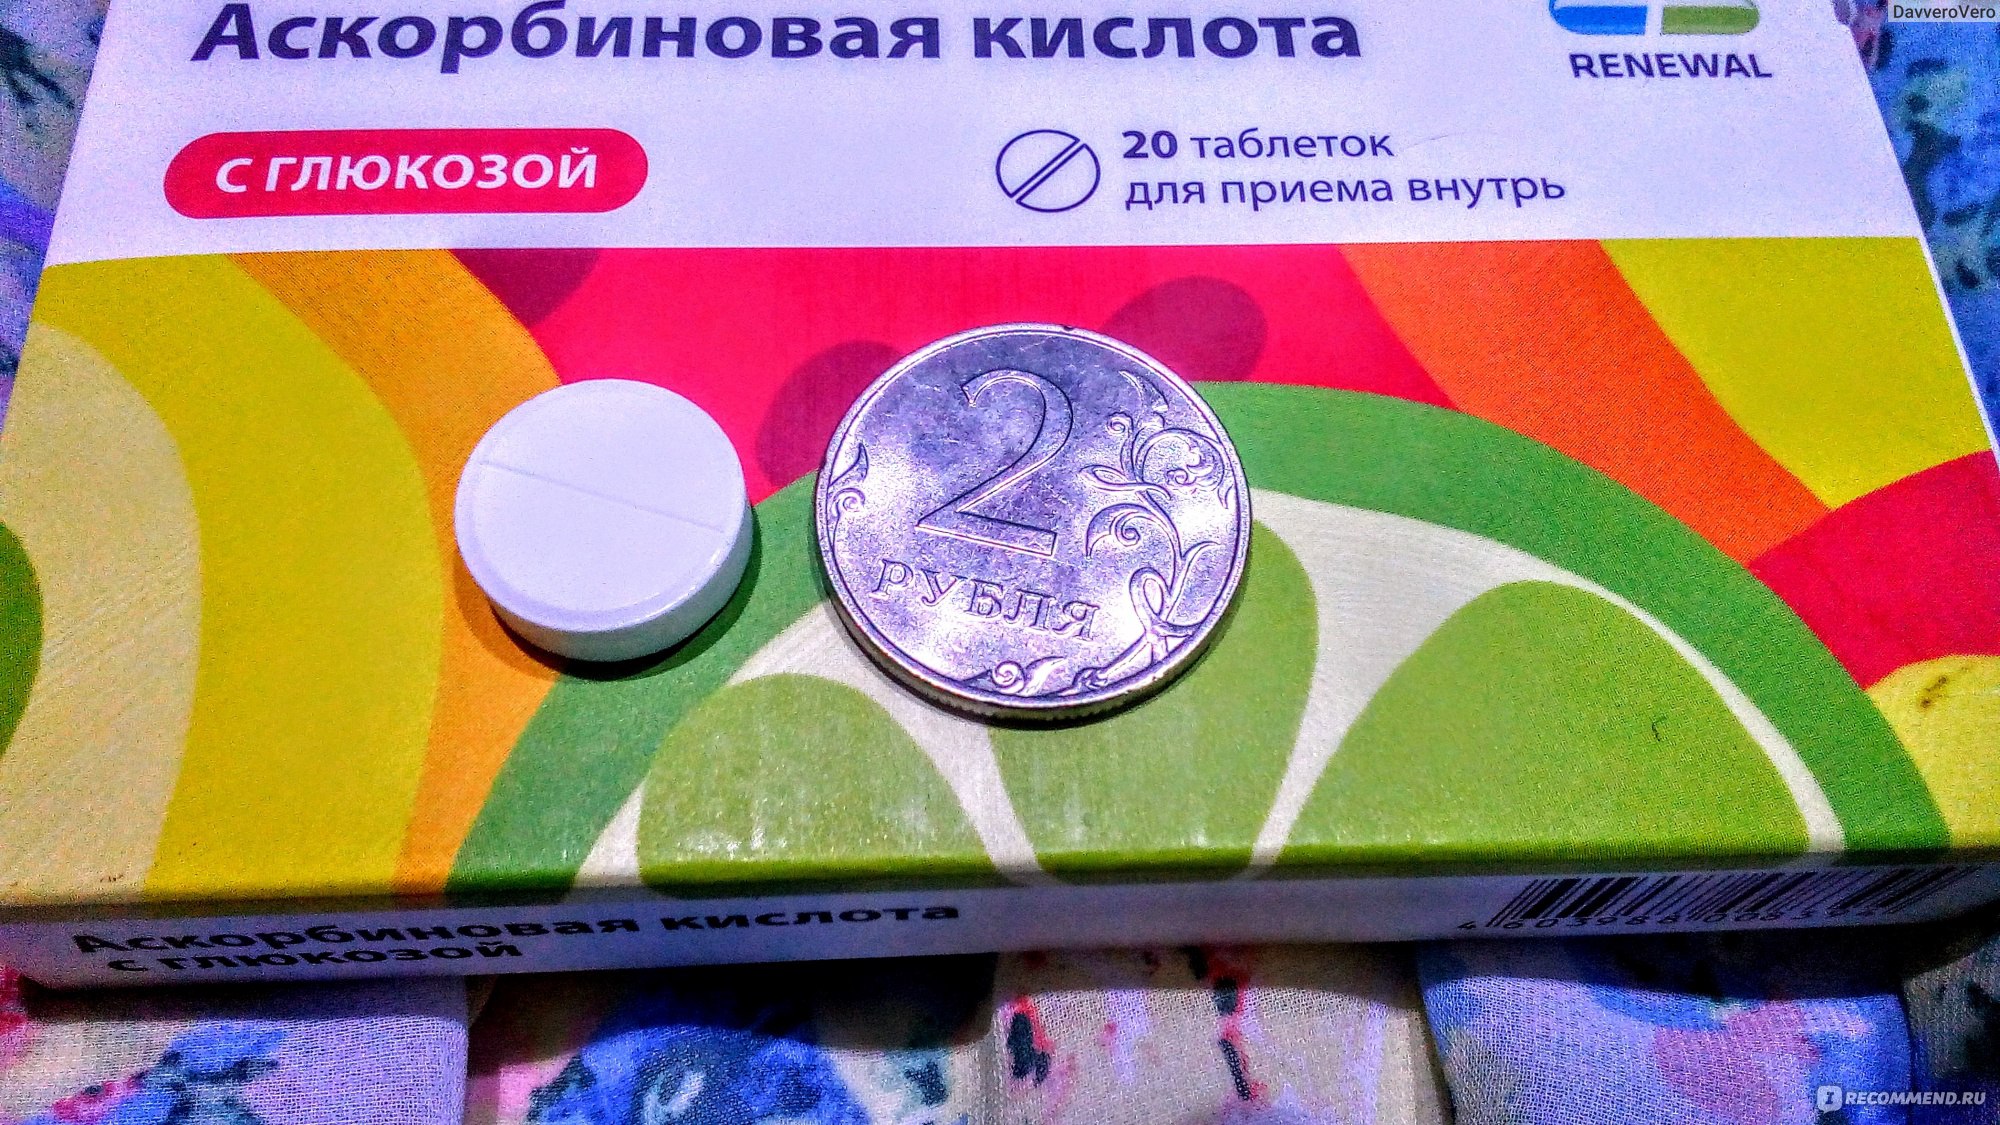 DavveroVero
Аскорбиновая кислота
RENEWAL
С ГЛЮКОЗОЙ
20 таблеток
для приема внутрь
2
РУБЛЯ
Аскорбиновая кислота
с глюкозой
I RECOMMEND.RU